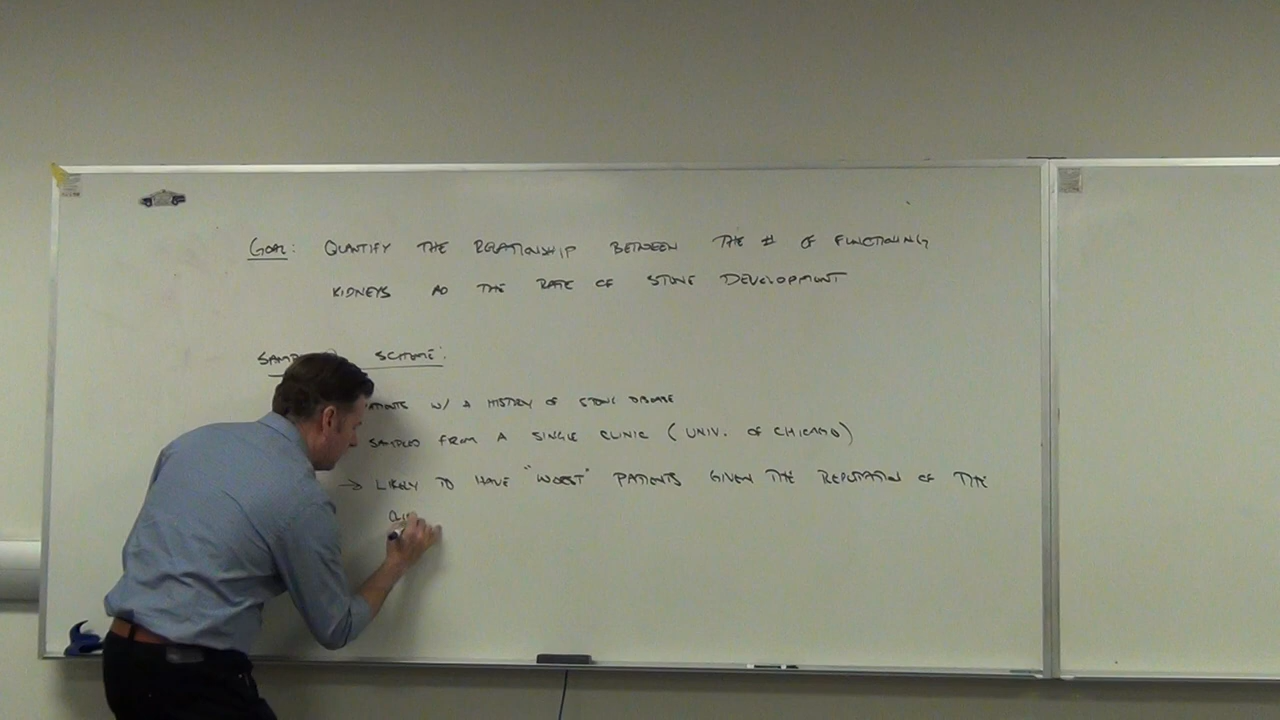 GOAL: QUANTIFY THE RELATIONSHIP BETWEEN THE # OF FUNCTIONING
KIDNEYS AD THE RATE OF STONE DEVELOPMENT
SCHEME:
W/ A HISTORY OF STONE DISEASE
SAMPLED FROM A SINGLE CLINIC (UNIV. OF CHICAGO)
→ LIKELY TO HAVE "WORST" PATIENTS GIVEN THE REPUTATION OF THE